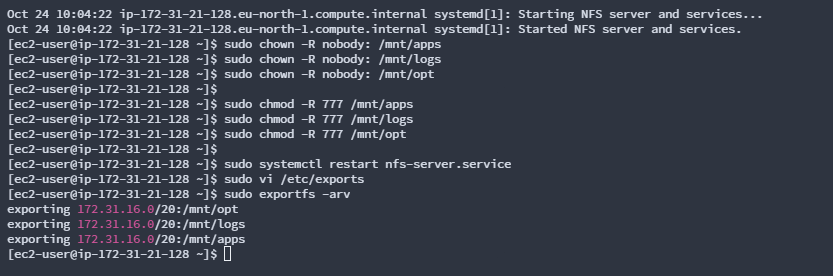 Oct 24 10:04:22 ip-172-31-21-128.eu-north-1.compute.internal systemd[1]: Starting NFS server and services...
Oct 24 10:04:22 ip-172-31-21-128.eu-north-1.compute.internal systemd[1]: Started NFS server and services.
[ec2-user@ip-172-31-21-128 ~]$ sudo chown -R nobody: /mnt/apps
[ec2-user@ip-172-31-21-128 ~]$ sudo chown -R nobody: /mnt/logs
[ec2-user@ip-172-31-21-128 ~]$ sudo chown -R nobody: /mnt/opt
[ec2-user@ip-172-31-21-128 ~]$
[ec2-user@ip-172-31-21-128 ~]$ sudo chmod -R 777 /mnt/apps
[ec2-user@ip-172-31-21-128 ~]$ sudo chmod -R 777 /mnt/logs
[ec2-user@ip-172-31-21-128 ~]$ sudo chmod -R 777 /mnt/opt
[ec2-user@ip-172-31-21-128 ~]$
[ec2-user@ip-172-31-21-128 ~]$ sudo systemctl restart nfs-server.service
[ec2-user@ip-172-31-21-128 ~]$ sudo vi /etc/exports
[ec2-user@ip-172-31-21-128 ~]$ sudo exportfs -arv
exporting 172.31.16.0/20:/mnt/opt
exporting 172.31.16.0/20:/mnt/logs
exporting 172.31.16.0/20:/mnt/apps
[ec2-user@ip-172-31-21-128 ~]$